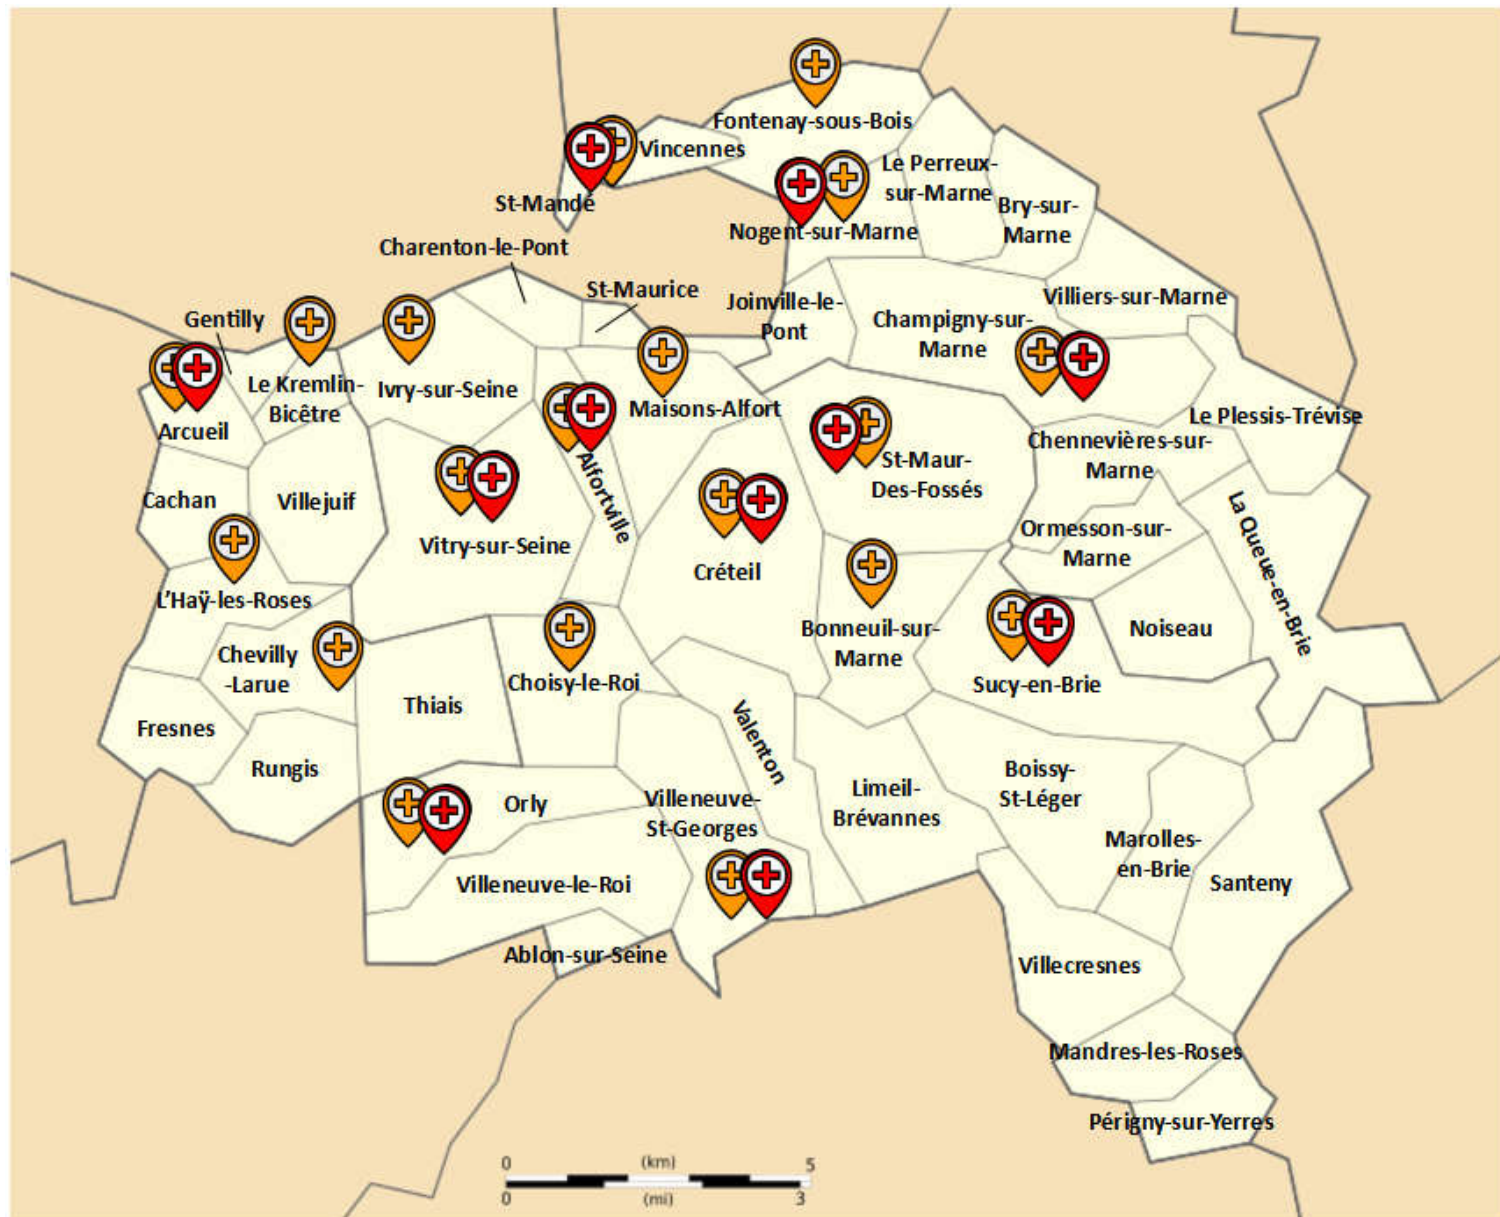 Fontenay-sous-Bois
Vincennes
Le Perreux-
sur-Marne
St-Mandé
Bry-sur-
Marne
Nogent-sur-Marne
Charenton-le-Pont
St-Maurice
Joinville-le-
Pont
Villiers-sur-Marne
Gentilly
Champigny-sur-
Marne
Le Kremlin-
Bicêtre
Ivry-sur-Seine
Maisons-Alfort
Le Plessis-Trévise
Arcueil
Chennevières-sur-
Marne
St-Maur-
Des-Fossés
Alfortville
Cachan
Villejuif
Vitry-sur-Seine
Créteil
Ormesson-sur-
Marne
La Queue-en-Brie
L'Haÿ-les-Roses
Bonneuil-sur-
Marne
Noiseau
Chevilly
-Larue
Choisy-le-Roi
Sucy-en-Brie
Thiais
Fresnes
Valenton
Rungis
Boissy-
St-Léger
Orly
Villeneuve-
St-Georges
Limeil-
Brévannes
Marolles-
en-Brie
Villeneuve-le-Roi
Santeny
Ablon-sur-Seine
Villecresnes
Mandres-les-Roses
Périgny-sur-Yerres
0 (km) 5
0 (mi) 3